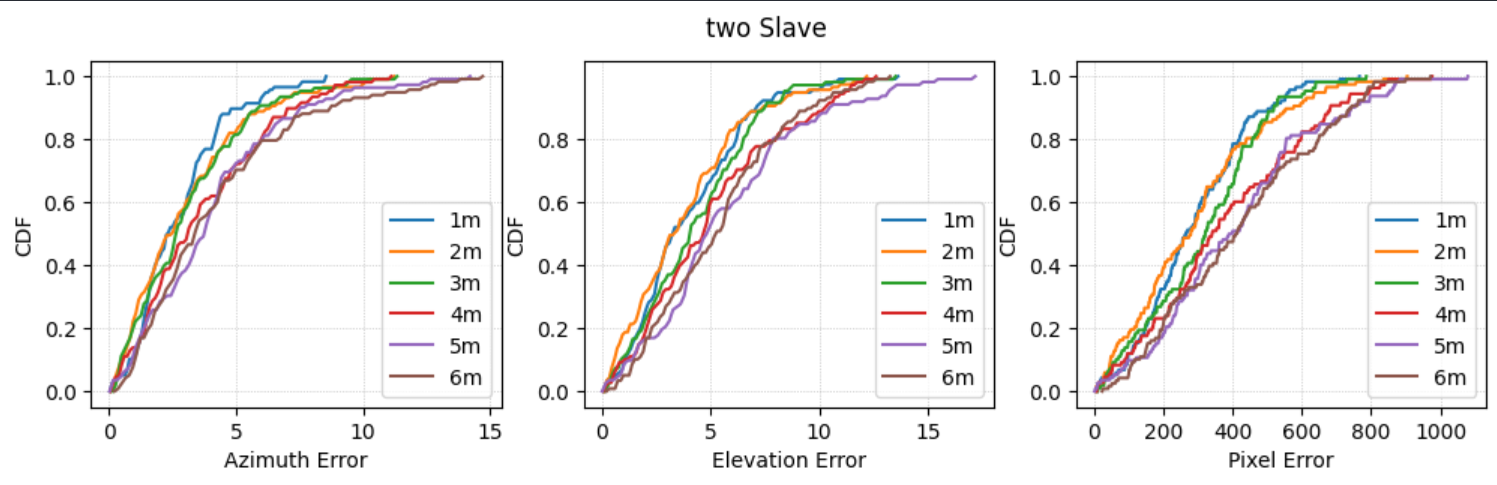 two Slave
1.0
0.8
0.6
0.4
0.2
0.0
CDF
0
5
10
15
Azimuth Error
1m
2m
3m
4m
5m
6m
0.8
0.6
0.4
0.2
0.0
CDF
0
5
10
15
Elevation Error
1m
2m
3m
4m
5m
6m
1.0
0.8
0.6
0.4
0.2
0.0
CDF
0
200
400
600
800
1000
Pixel Error
1m
2m
3m
4m
5m
6m